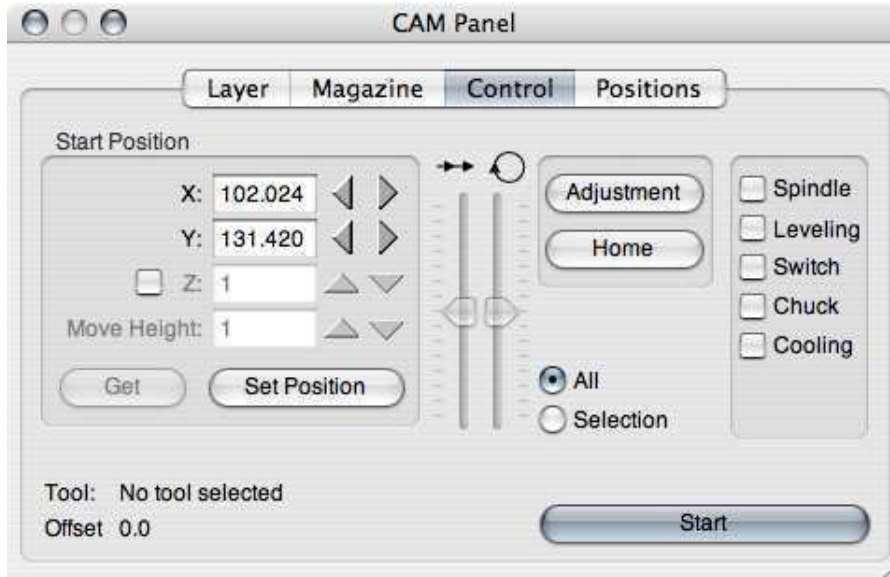 CAM Panel
Layer Magazine Control Positions
Start Position
X: 102.024
Y: 131.420
Z: 1
Move Height: 1
Get Set Position
Adjustment
Home
All
Selection
Spindle
Leveling
Switch
Chuck
Cooling
Tool: No tool selected
Offset 0.0
Start